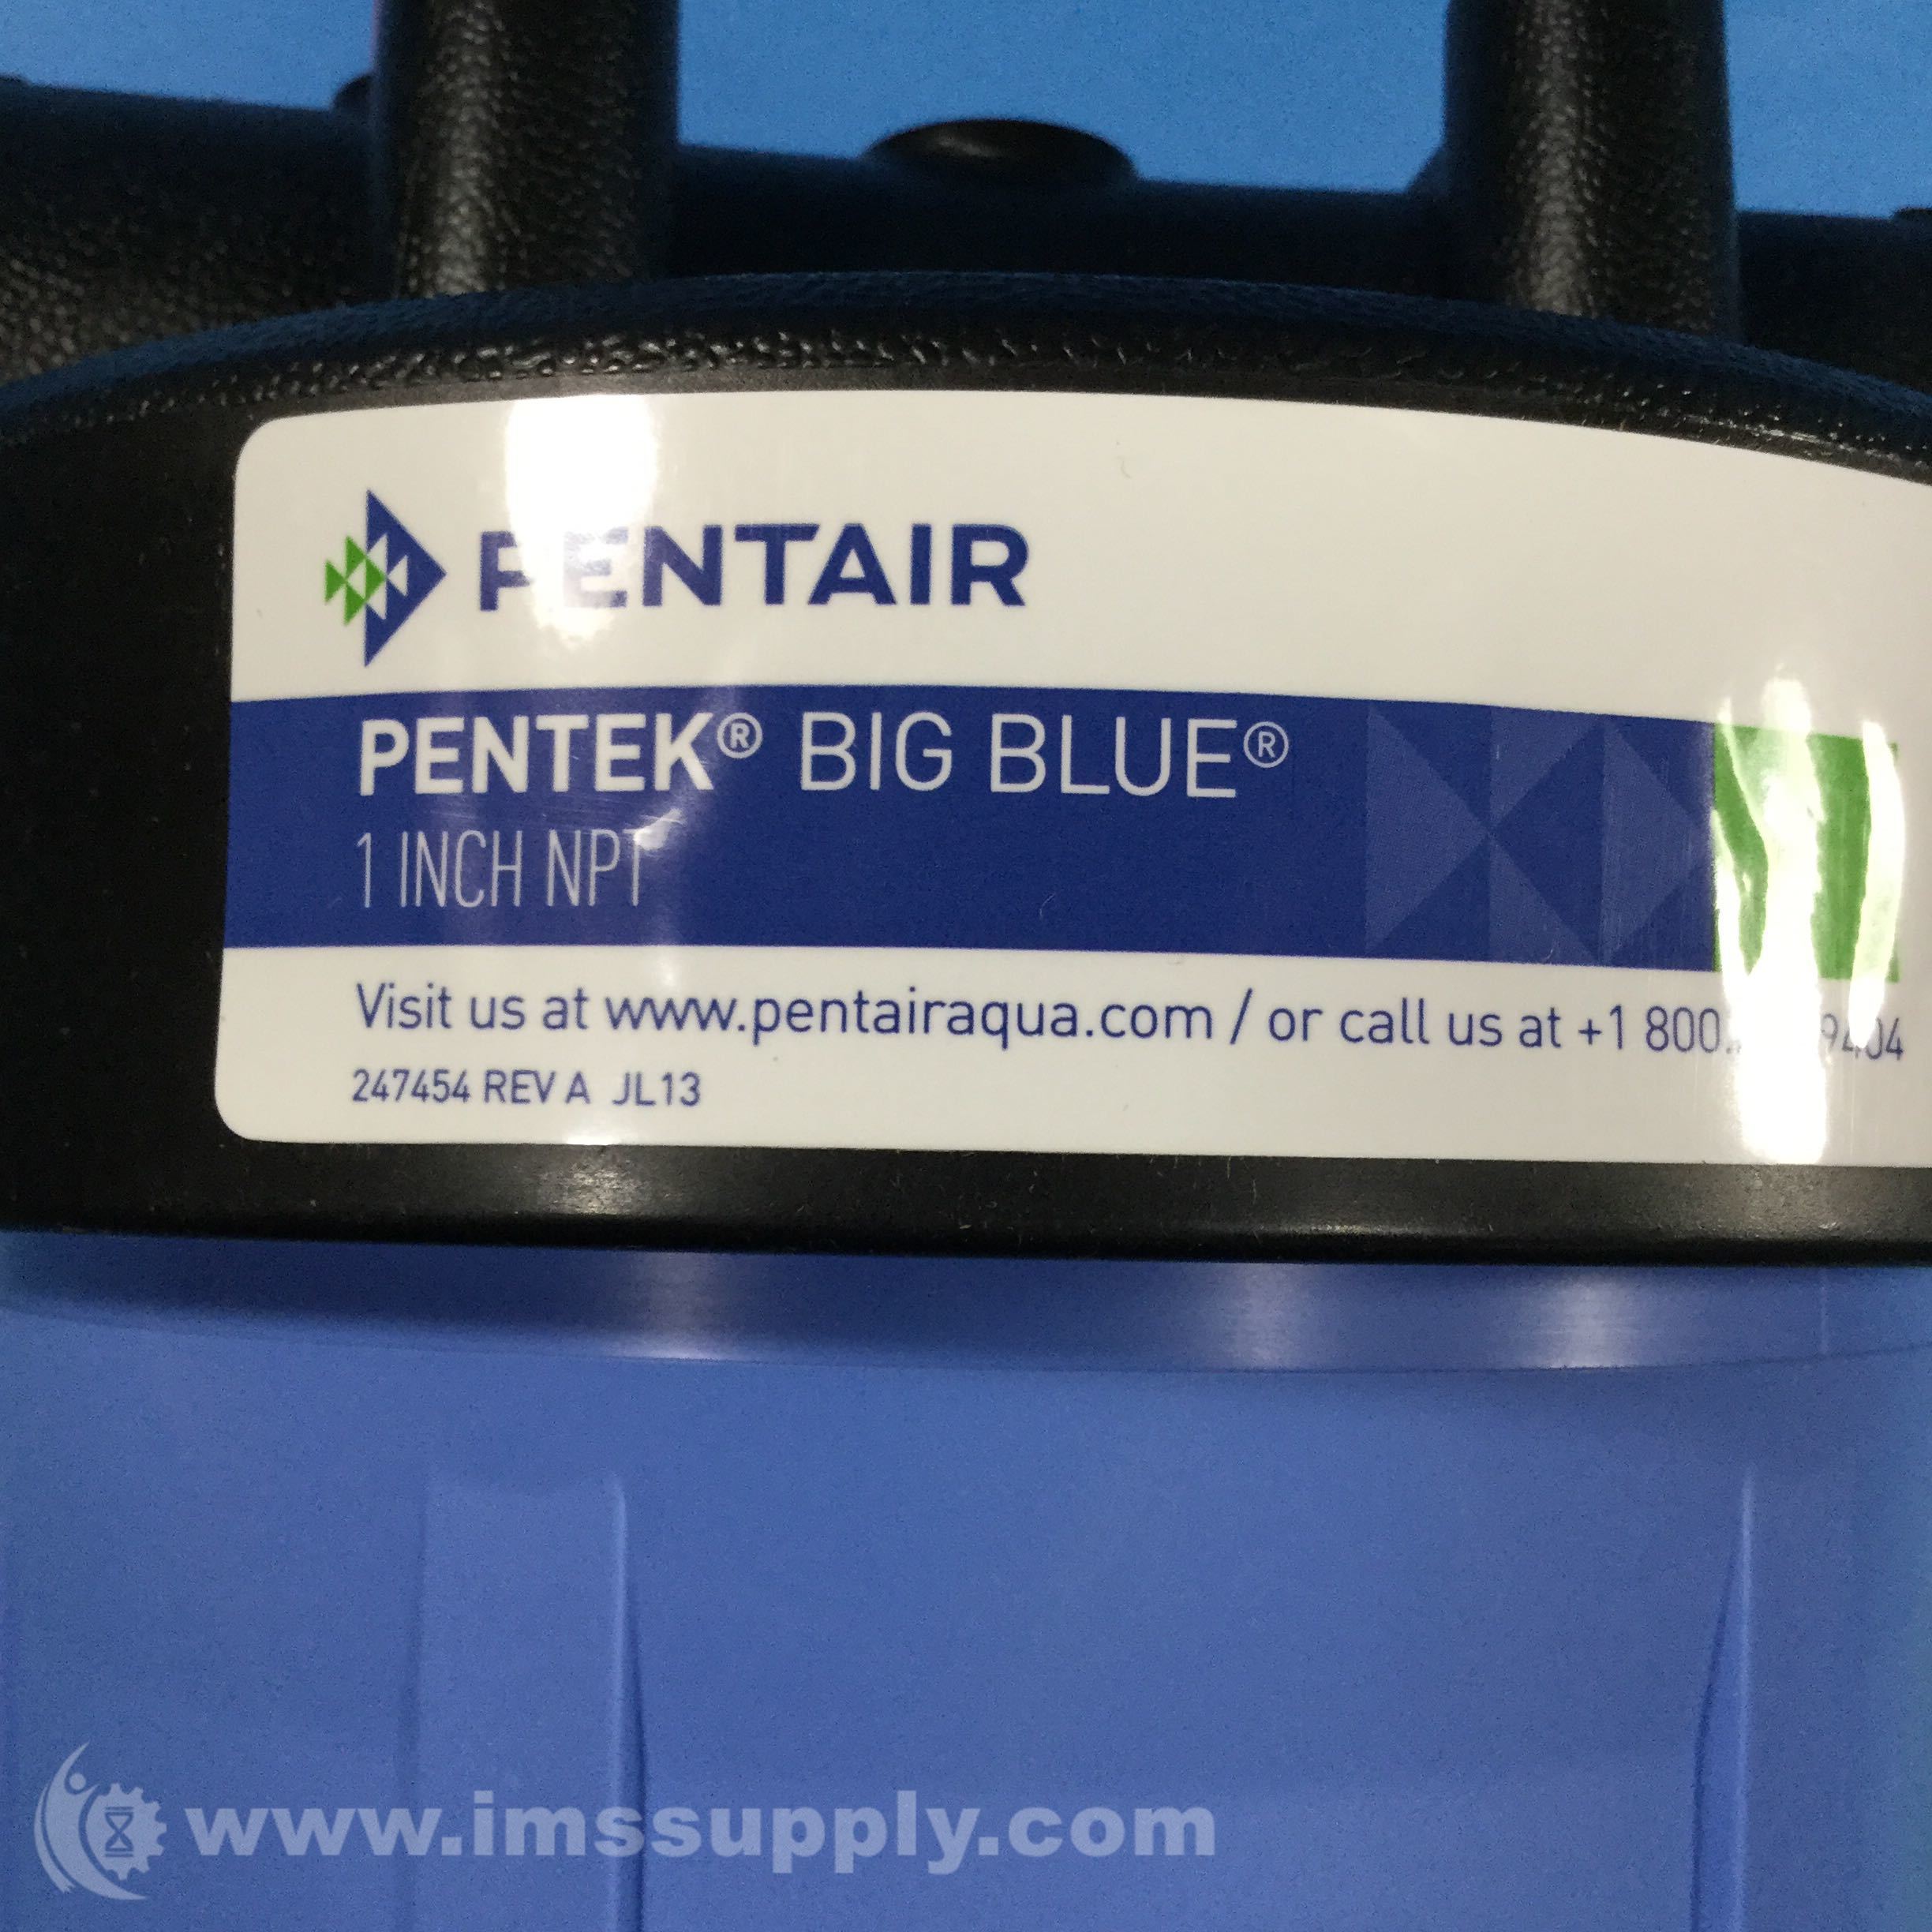 PENTAIR
PENTEK® BIG BLUE®
1 INCH NPT
Visit us at www.pentairaqua.com / or call us at +1 800.
247454 REV A JL13
www.imssupply.com